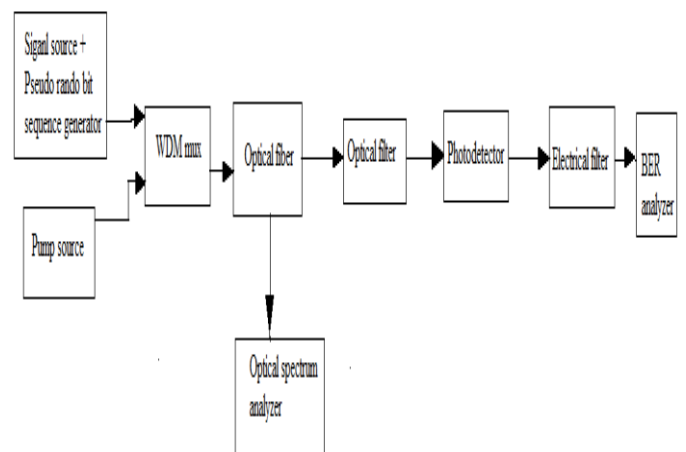 Siganl source +
Pseudo rando bit
sequence generator
WDM mux
Optical fiber
Optical filter
Photodetector
Electrical filter
BER
analyzer
Pump source
Optical spectrum
analyzer